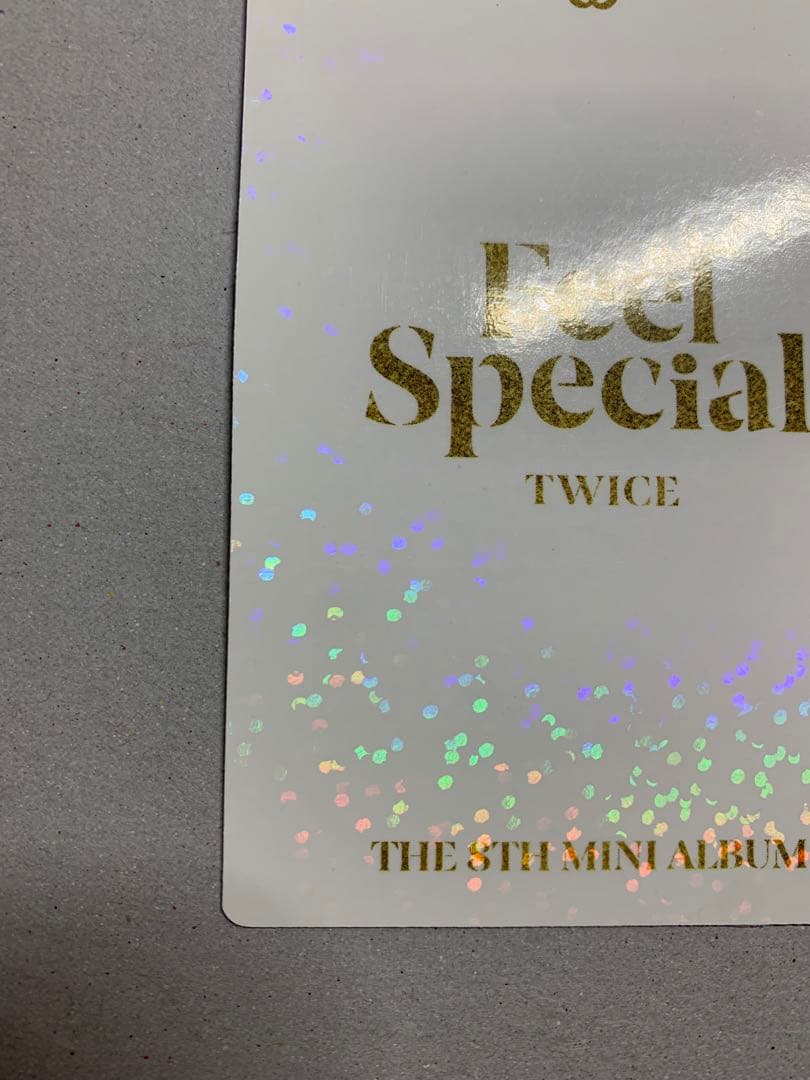 Feel
Special
TWICE
THE 8TH MINI ALBUM